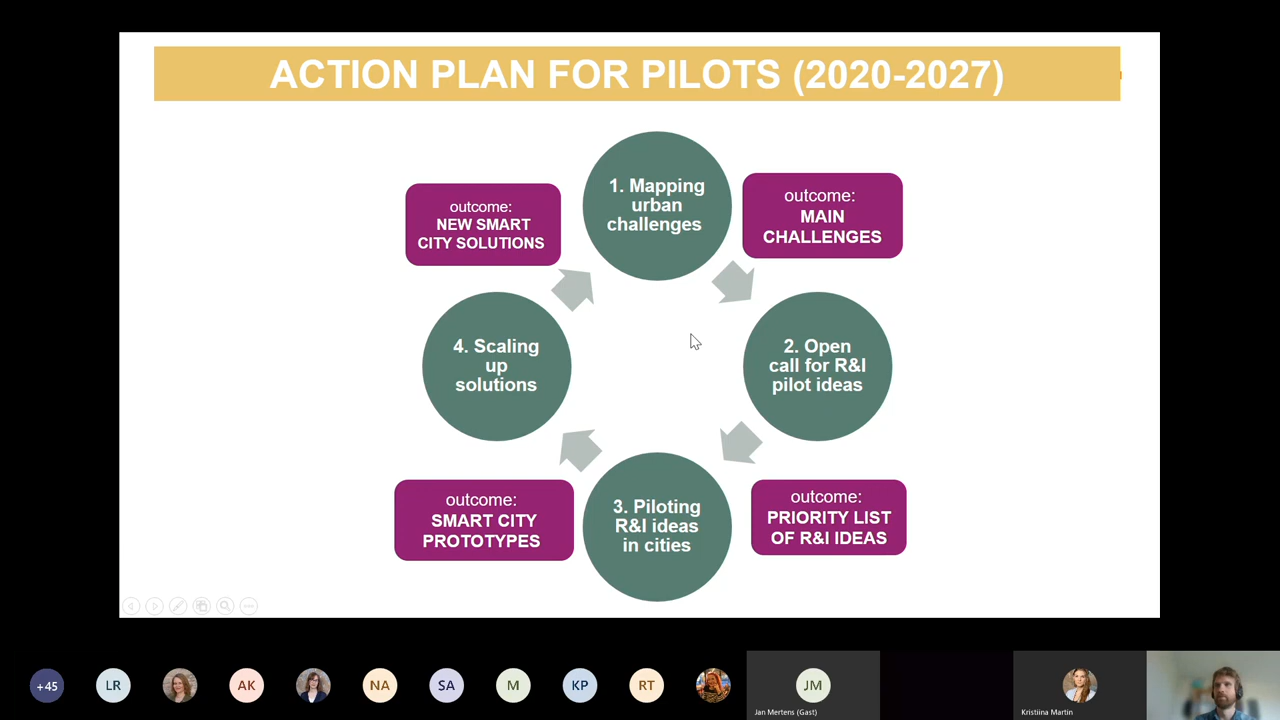 ACTION PLAN FOR PILOTS (2020-2027)
1. Mapping
urban
challenges
outcome:
MAIN
CHALLENGES
2. Open
call for R&I
pilot ideas
outcome:
PRIORITY LIST
OF R&I IDEAS
3. Piloting
R&I ideas
in cities
outcome:
SMART CITY
PROTOTYPES
4. Scaling
up
solutions
outcome:
NEW SMART
CITY SOLUTIONS
+45
LR
AK
NA
SA
M
KP
RT
JM
Jan Mertens (Gast)
Kristiina Martin